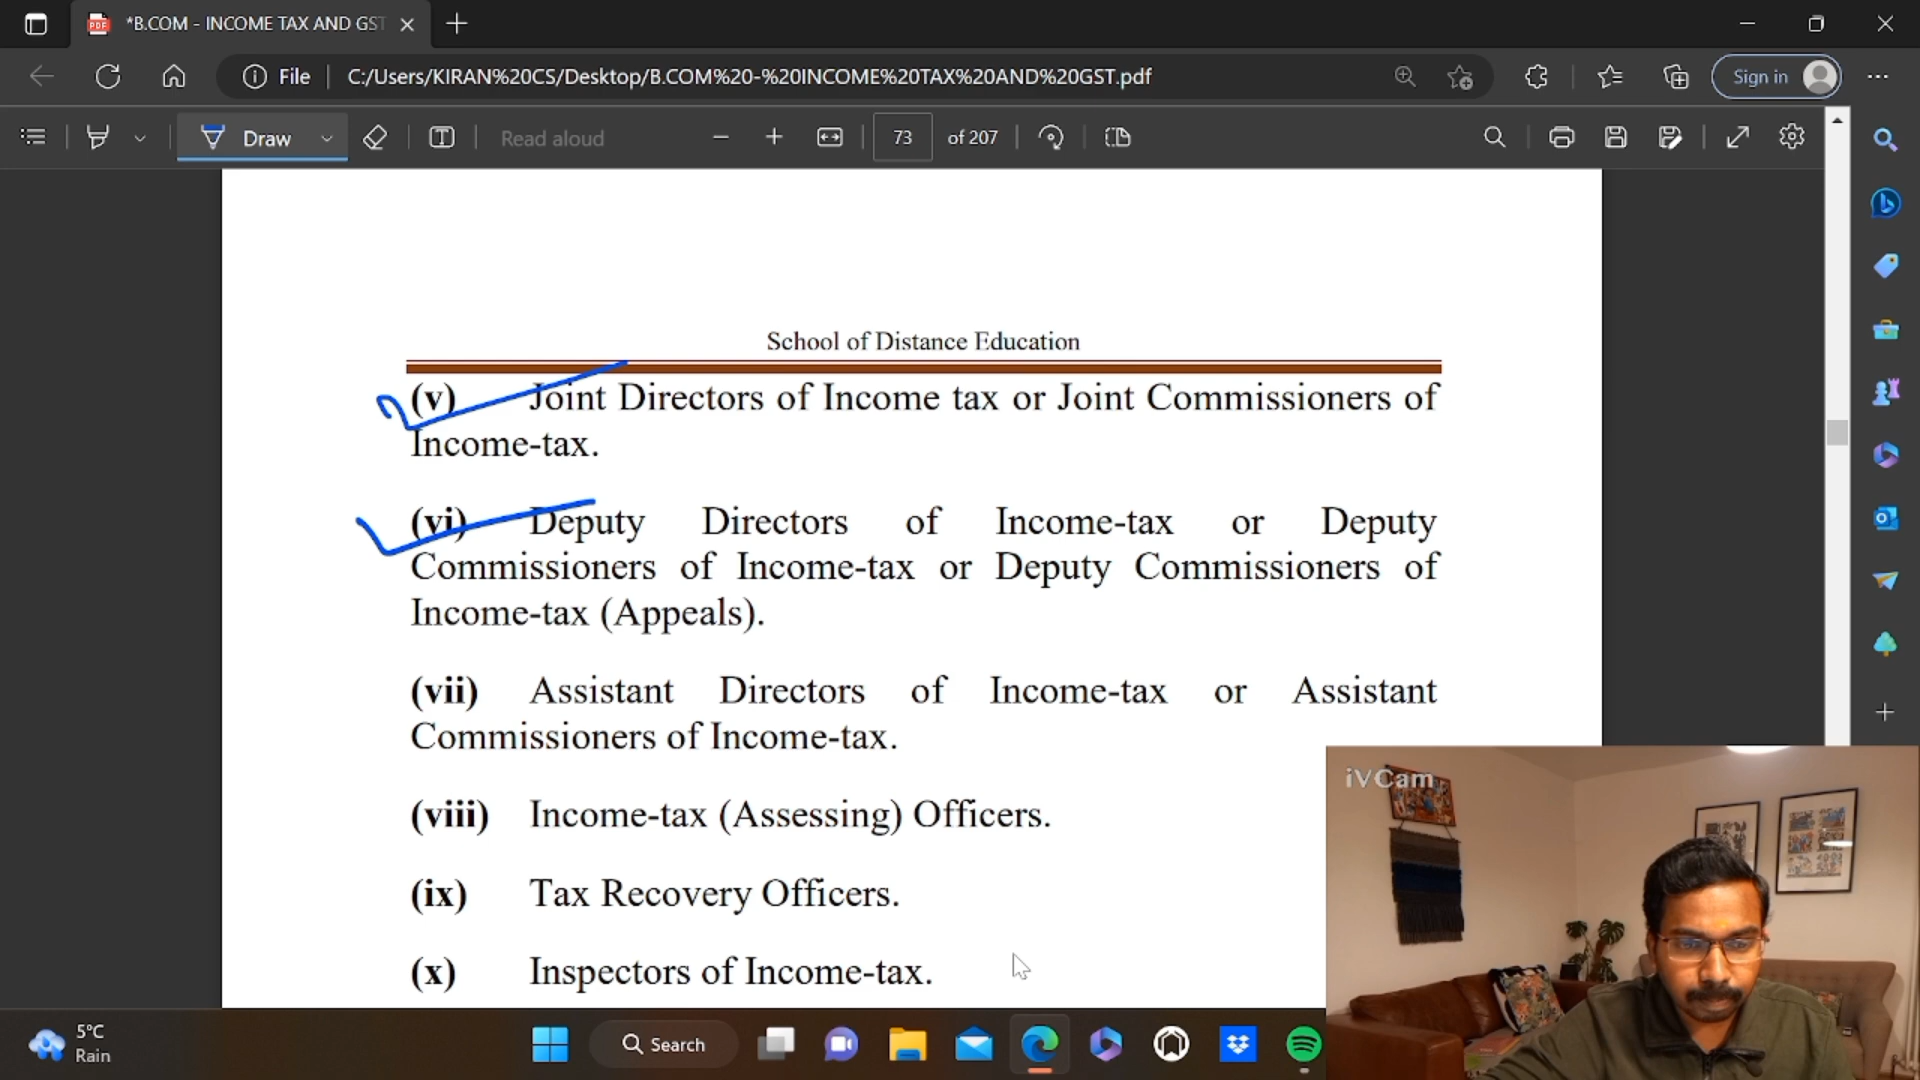 *B.COM - INCOME TAX AND GST
File
C:/Users/KIRAN%20CS/Desktop/B.COM%20-%20INCOME%20TAX%20AND%20GST.pdf
Sign in
Draw
Read aloud
73
of 207
School of Distance Education
(v) Joint Directors of Income tax or Joint Commissioners of
Income-tax.
(vi) Deputy Directors of Income-tax or Deputy
Commissioners of Income-tax or Deputy Commissioners of
Income-tax (Appeals).
(vii) Assistant Directors of Income-tax or Assistant
Commissioners of Income-tax.
(viii) Income-tax (Assessing) Officers.
(ix) Tax Recovery Officers.
(x) Inspectors of Income-tax.
iVCam
5°C
Rain
Search